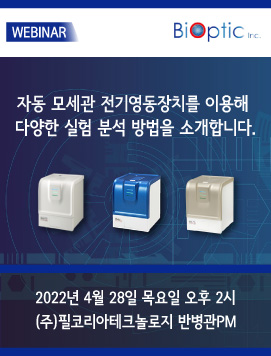 WEBINAR
BiOptic Inc.
자동 모세관 전기영동장치를 이용해
다양한 실험 분석 방법을 소개합니다.
2022년 4월 28일 목요일 오후 2시
(주)필코리아테크놀로지 반병관PM